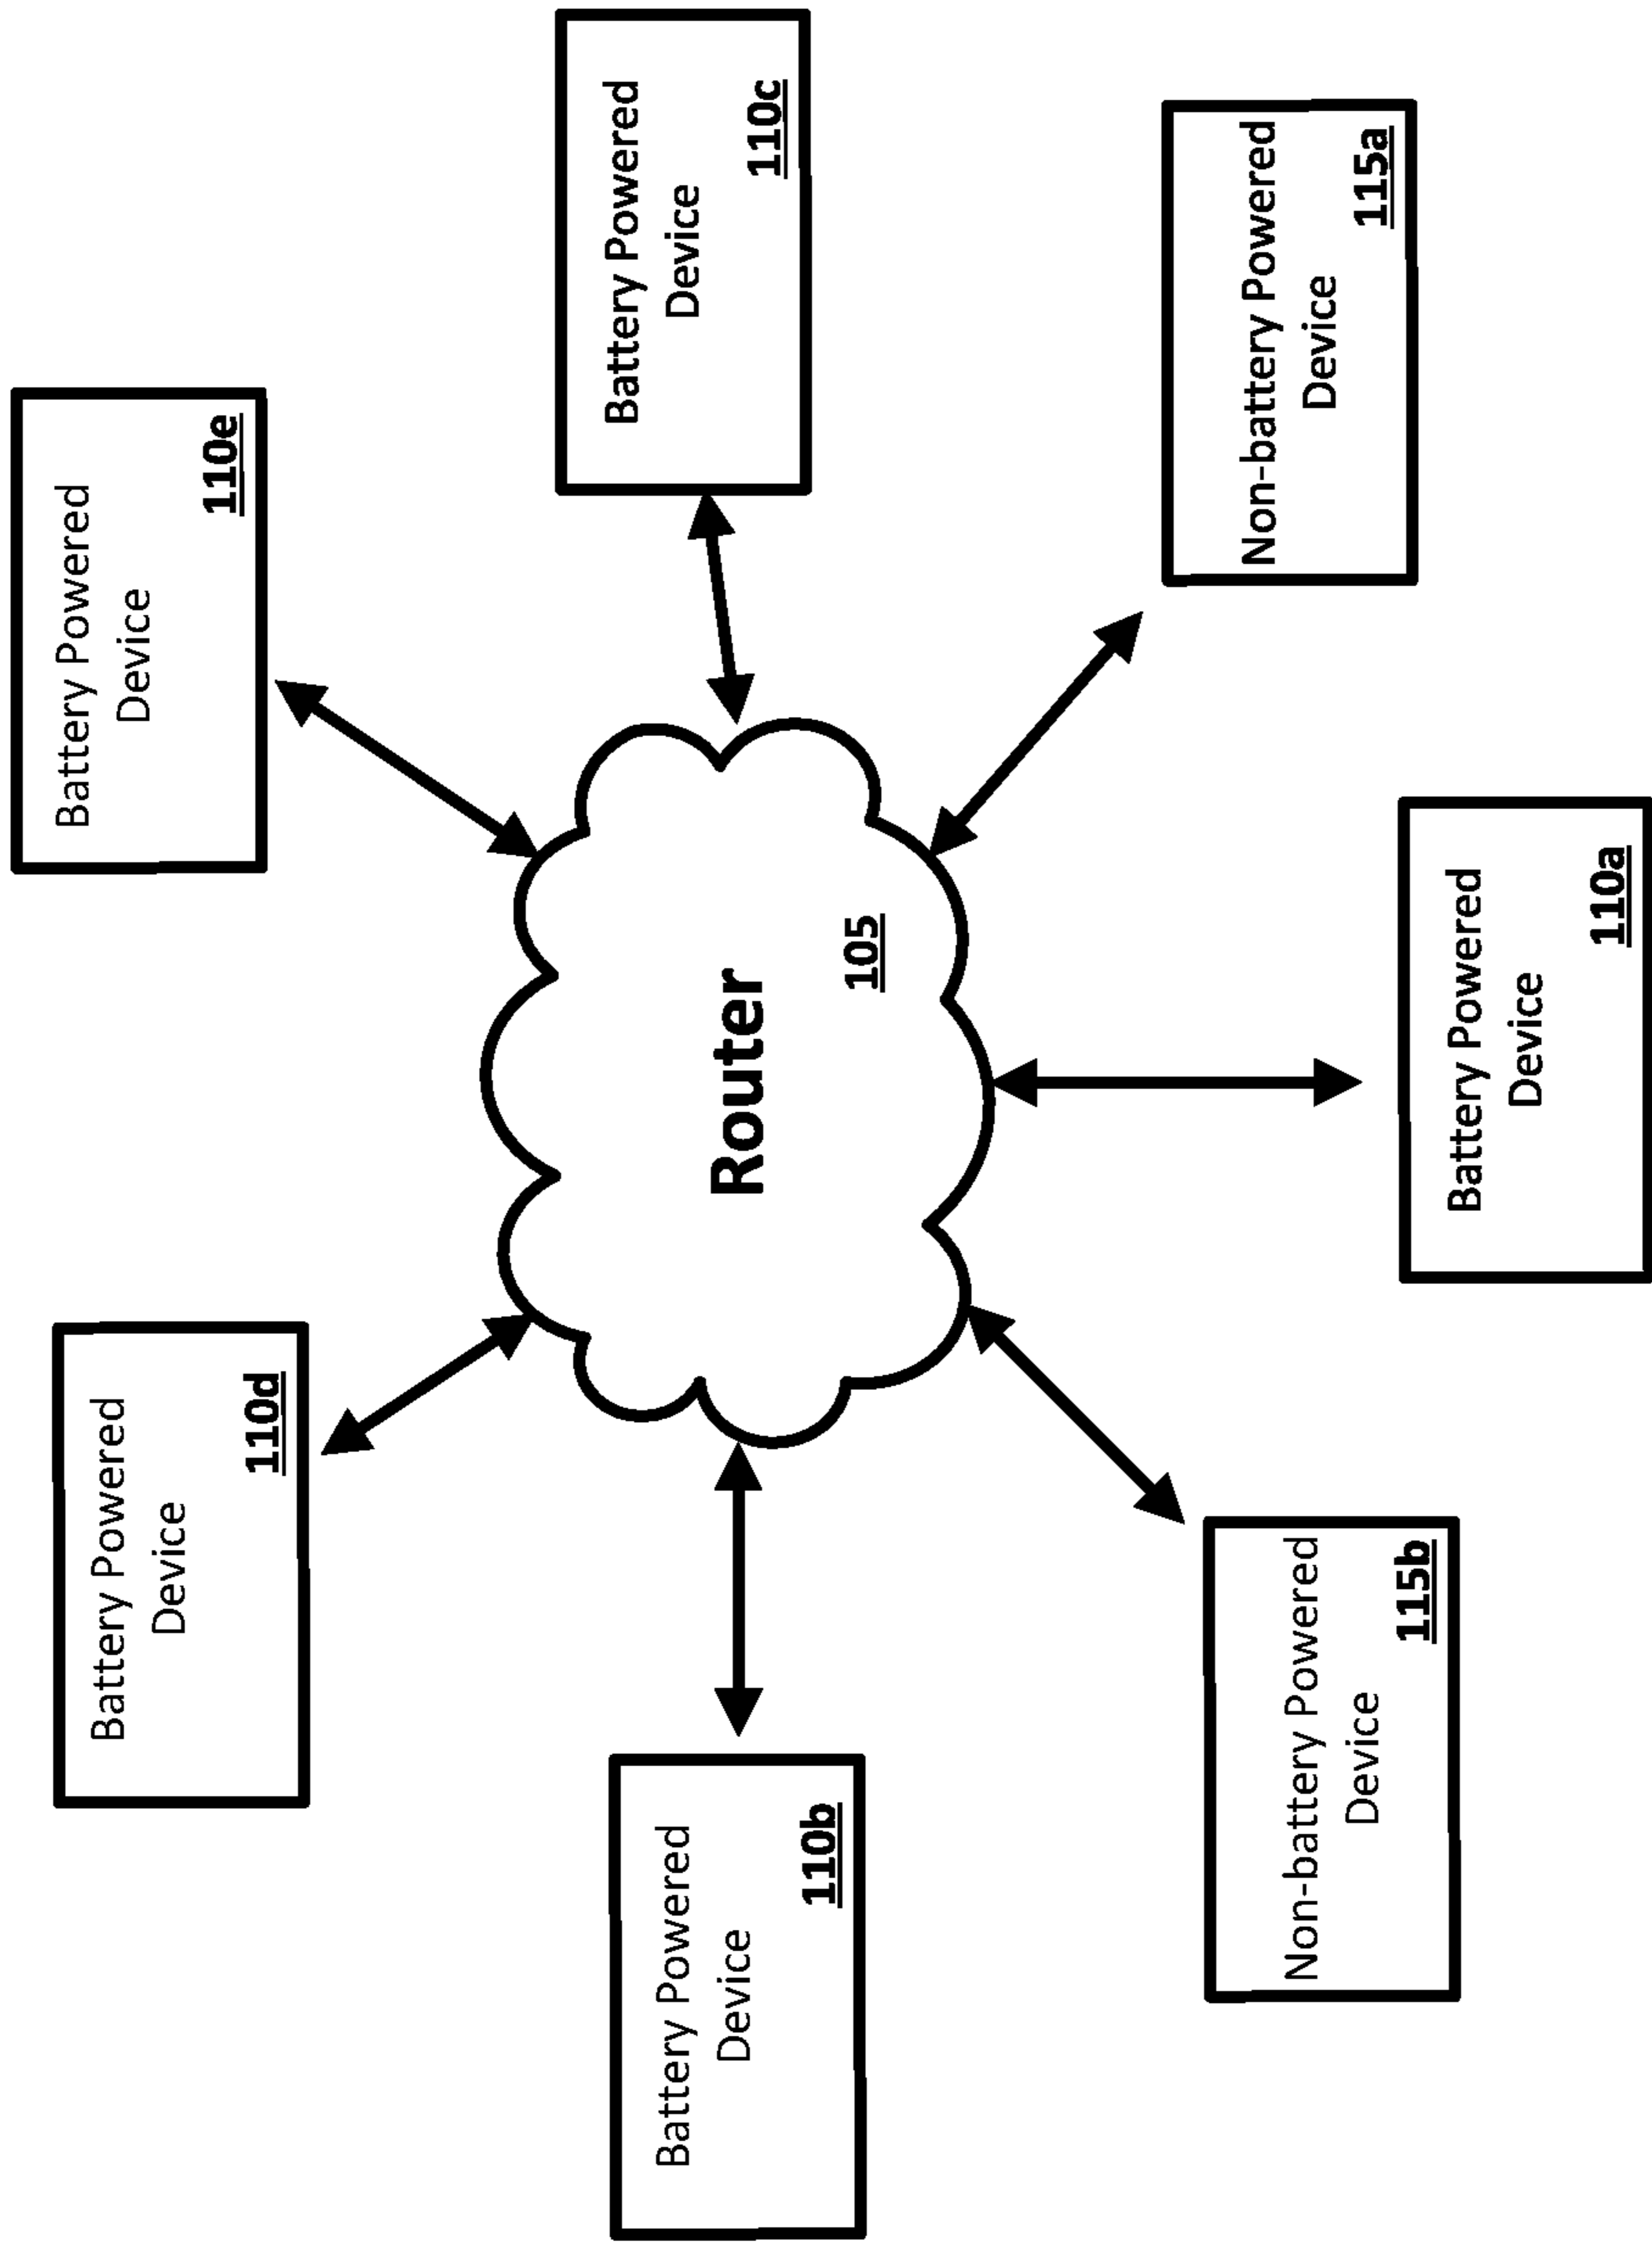 Battery Powered
Device
110d
Battery Powered
Device
110e
Battery Powered
Device
110b
Router
105
Battery Powered
Device
110c
Non-battery Powered
Device
115b
Battery Powered
Device
110a
Non-battery Powered
Device
115a